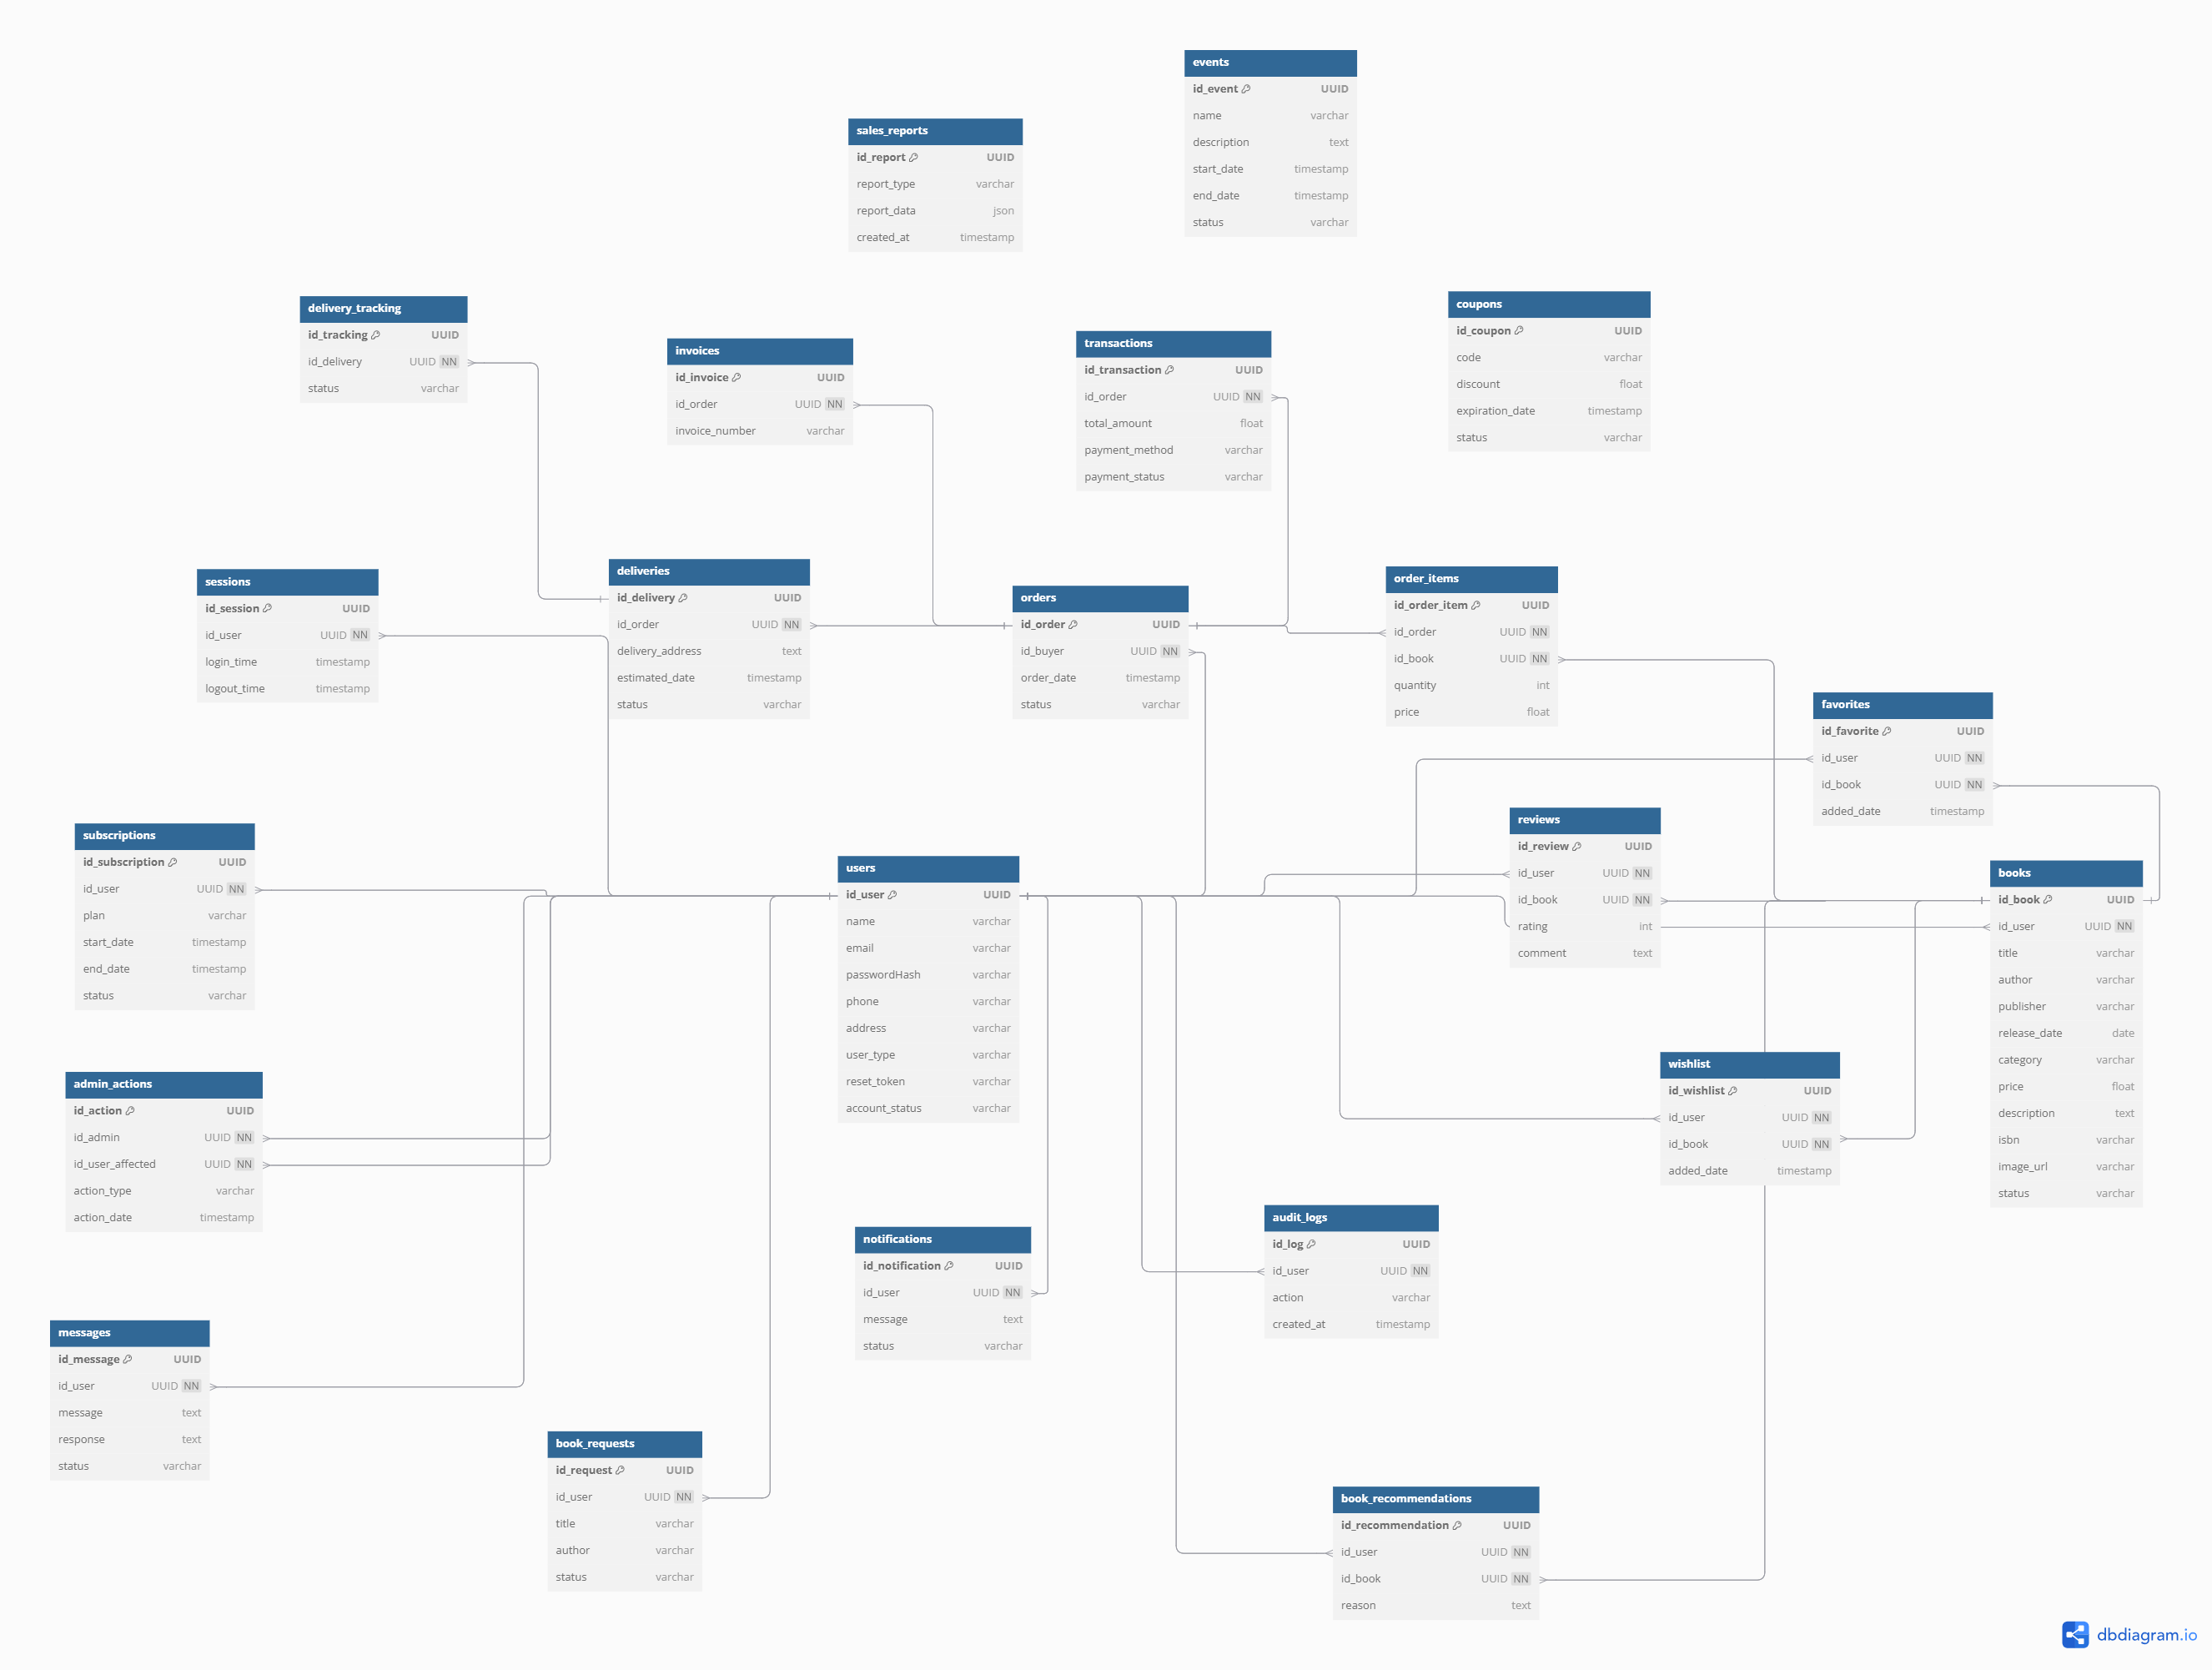 events
id_event UUID
name varchar
description text
start_date timestamp
end_date timestamp
status varchar
sales_reports
id_report UUID
report_type varchar
report_data json
created_at timestamp
delivery_tracking
id_tracking UUID
id_delivery UUID NN
status varchar
invoices
id_invoice UUID
id_order UUID NN
invoice_number varchar
transactions
id_transaction UUID
id_order UUID NN
total_amount float
payment_method varchar
payment_status varchar
coupons
id_coupon UUID
code varchar
discount float
expiration_date timestamp
status varchar
sessions
id_session UUID
id_user UUID NN
login_time timestamp
logout_time timestamp
deliveries
id_delivery UUID
id_order UUID NN
delivery_address text
estimated_date timestamp
status varchar
orders
id_order UUID
id_buyer UUID NN
order_date timestamp
status varchar
order_items
id_order_item UUID
id_order UUID NN
id_book UUID NN
quantity int
price float
favorites
id_favorite UUID
id_user UUID NN
id_book UUID NN
added_date timestamp
subscriptions
id_subscription UUID
id_user UUID NN
plan varchar
start_date timestamp
end_date timestamp
status varchar
users
id_user UUID
name varchar
email varchar
passwordHash varchar
phone varchar
address varchar
user_type varchar
reset_token varchar
account_status varchar
reviews
id_review UUID
id_user UUID NN
id_book UUID NN
rating int
comment text
books
id_book UUID
id_user UUID NN
title varchar
author varchar
publisher varchar
release_date date
category varchar
price float
description text
isbn varchar
image_url varchar
status varchar
admin_actions
id_action UUID
id_admin UUID NN
id_user_affected UUID NN
action_type varchar
action_date timestamp
wishlist
id_wishlist UUID
id_user UUID NN
id_book UUID NN
added_date timestamp
notifications
id_notification UUID
id_user UUID NN
message text
status varchar
audit_logs
id_log UUID
id_user UUID NN
action varchar
created_at timestamp
messages
id_message UUID
id_user UUID NN
message text
response text
status varchar
book_requests
id_request UUID
id_user UUID NN
title varchar
author varchar
status varchar
book_recommendations
id_recommendation UUID
id_user UUID NN
id_book UUID NN
reason text
dbdiagram.io